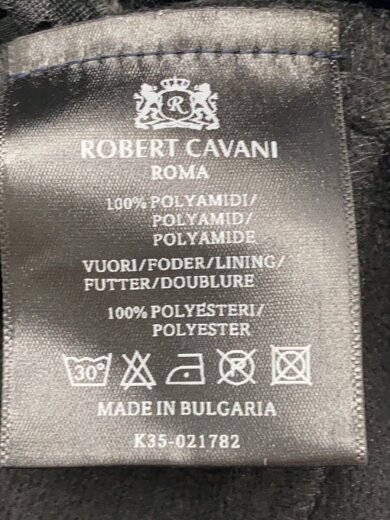 R
ROBERT CAVANI
ROMA
100% POLYAMIDI/
POLYAMID/
POLYAMIDE
VUORI/FODER/LINING/
FUTTER/DOUBLURE
100% POLYESTERI/
POLYESTER
30°
MADE IN BULGARIA
K35-021782